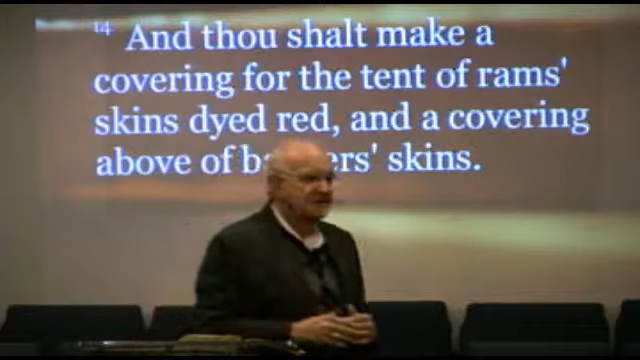 14 And thou shalt make a
covering for the tent of rams'
skins dyed red, and a covering
above of skins.